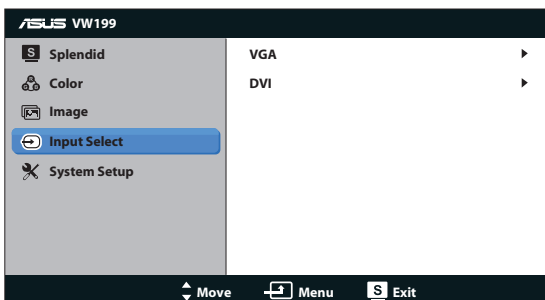 ASUS VW199
S Splendid
Color
Image
Input Select
System Setup
VGA
DVI
Move Menu S Exit